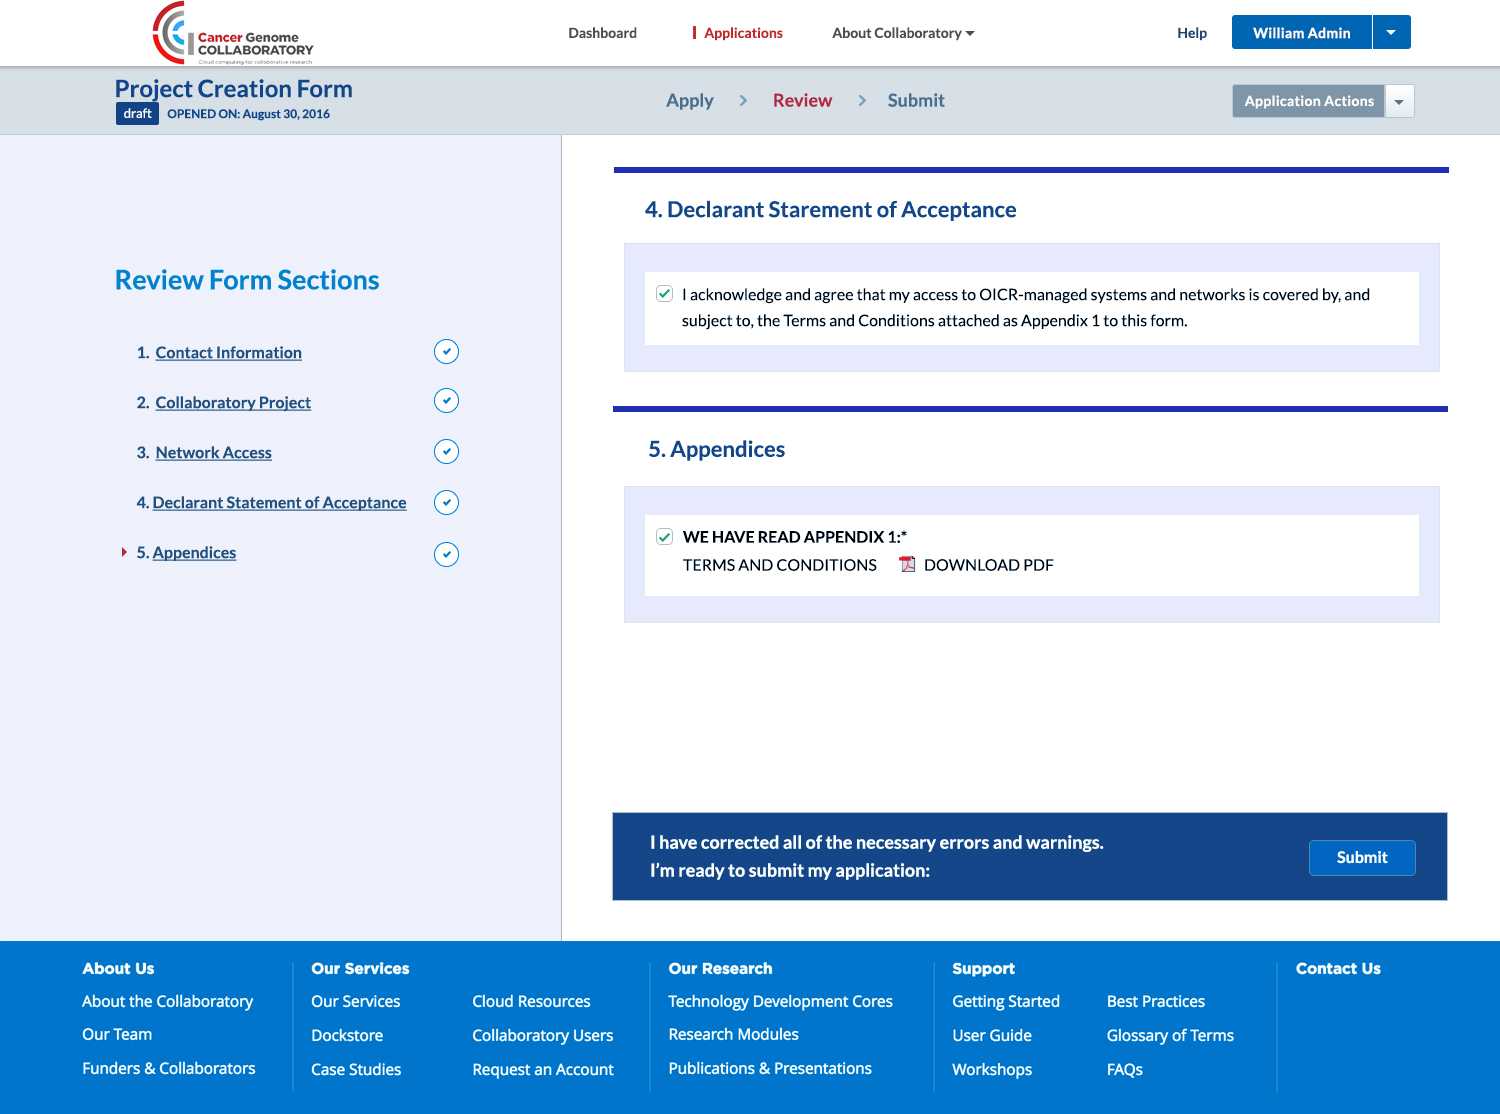 Cancer Genome
COLLABORATORY
Cloud computing for collaborative research
Dashboard
Applications
About Collaboratory
Help
William Admin
Project Creation Form
draft
OPENED ON: August 30, 2016
Apply
Review
Submit
Application Actions
Review Form Sections
1. Contact Information
2. Collaboratory Project
3. Network Access
4. Declarant Statement of Acceptance
5. Appendices
4. Declarant Starement of Acceptance
I acknowledge and agree that my access to OICR-managed systems and networks is covered by, and
subject to, the Terms and Conditions attached as Appendix 1 to this form.
5. Appendices
WE HAVE READ APPENDIX 1:*
TERMS AND CONDITIONS DOWNLOAD PDF
I have corrected all of the necessary errors and warnings.
I'm ready to submit my application:
Submit
About Us
About the Collaboratory
Our Team
Funders & Collaborators
Our Services
Our Services
Dockstore
Case Studies
Cloud Resources
Collaboratory Users
Request an Account
Our Research
Technology Development Cores
Research Modules
Publications & Presentations
Support
Getting Started
User Guide
Workshops
Best Practices
Glossary of Terms
FAQs
Contact Us